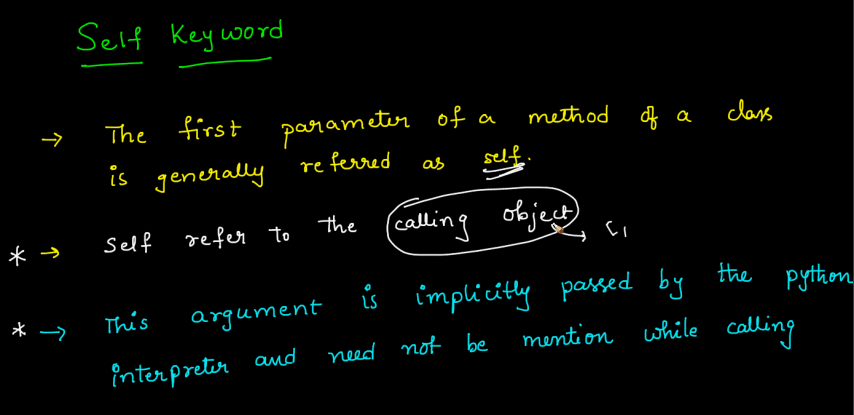 Self Keyword
→ The first parameter of a method of a class
is generally referred as self.
* → Self refer to the calling object → C1
* → This argument is implicitly passed by the python
interpreter and need not be mention while calling